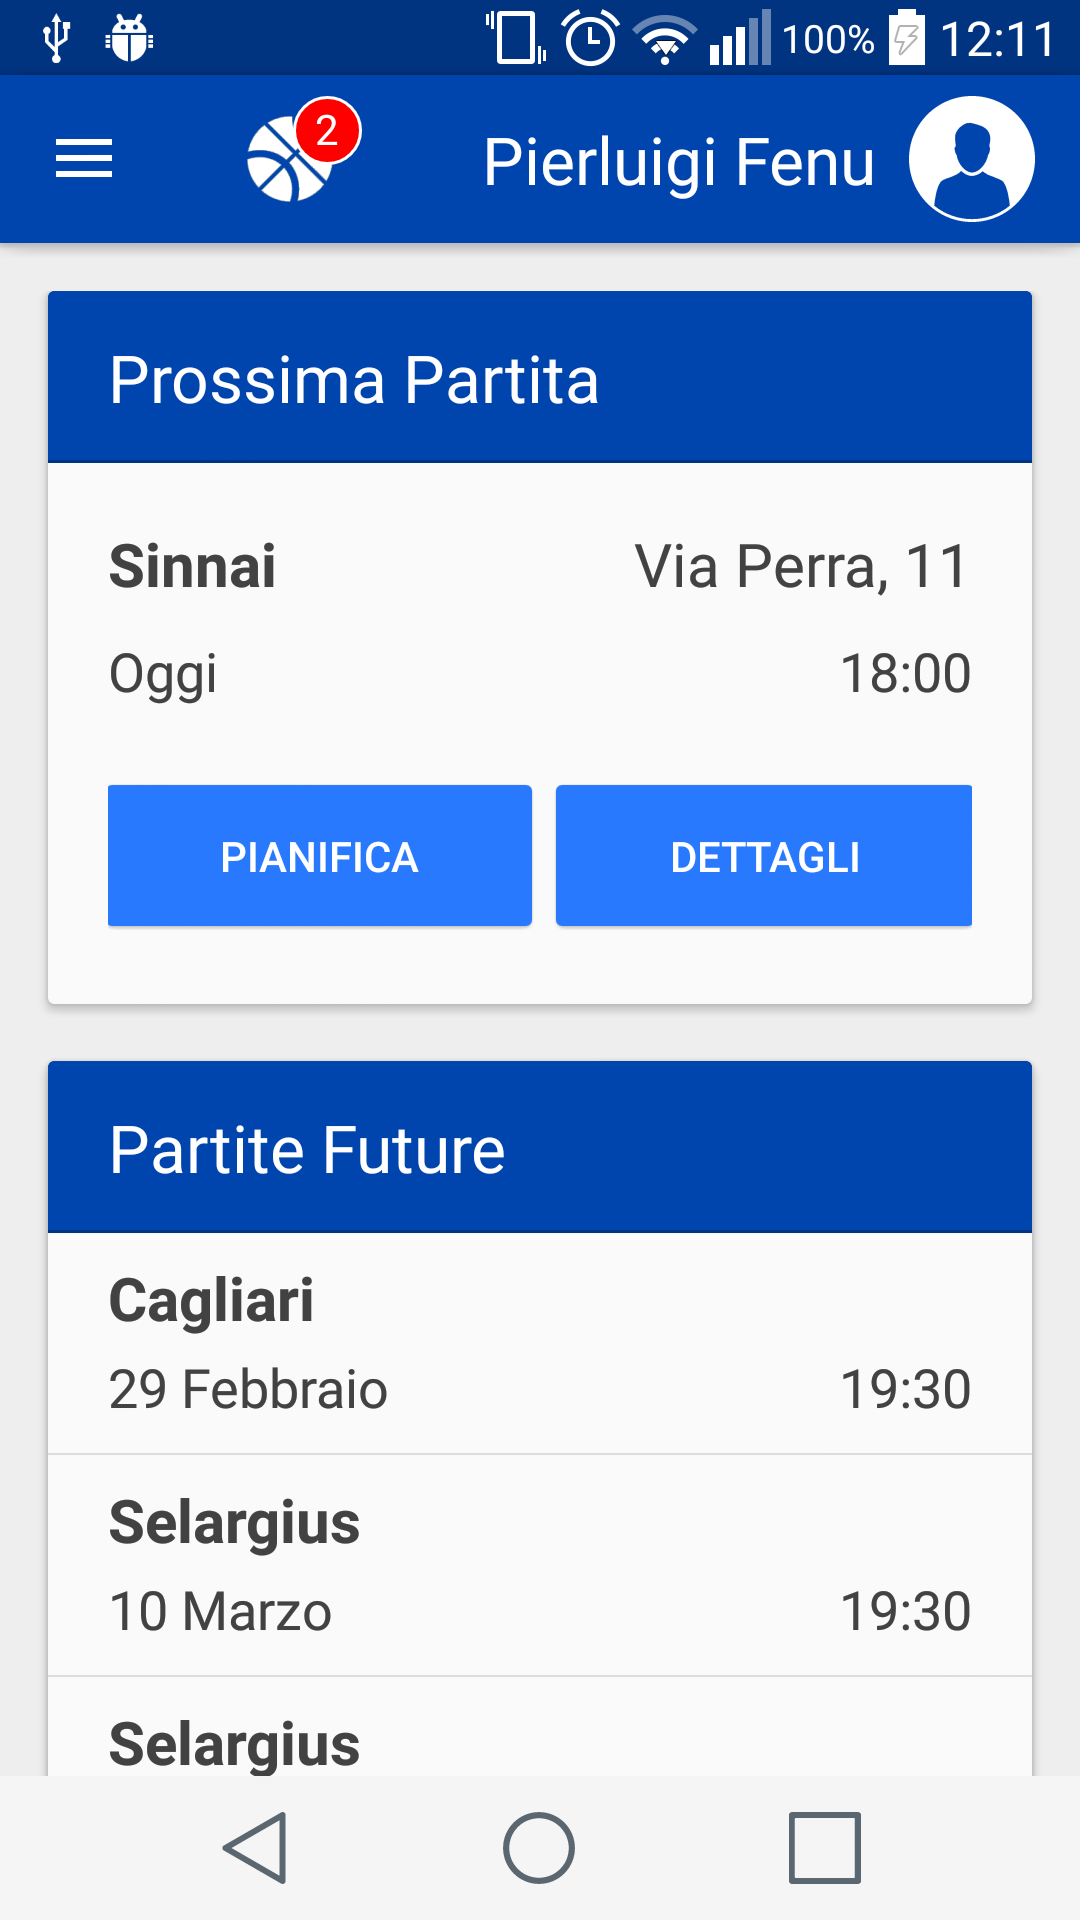 100% 12:11
2 Pierluigi Fenu
Prossima Partita
Sinnai Via Perra, 11
Oggi 18:00
PIANIFICA DETTAGLI
Partite Future
Cagliari
29 Febbraio 19:30
Selargius
10 Marzo 19:30
Selargius